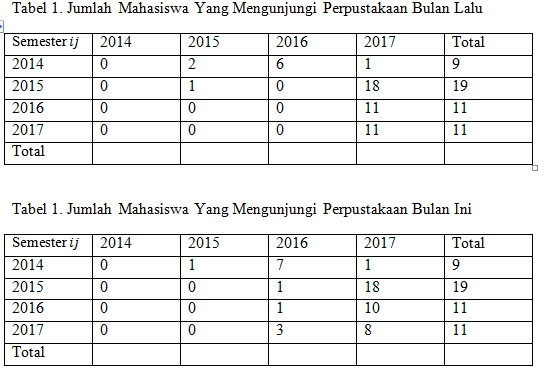 Tabel 1. Jumlah Mahasiswa Yang Mengunjungi Perpustakaan Bulan Lalu
Semester ij 2014 2015 2016 2017 Total
2014 0 2 6 1 9
2015 0 1 0 18 19
2016 0 0 0 11 11
2017 0 0 0 11 11
Total
Tabel 1. Jumlah Mahasiswa Yang Mengunjungi Perpustakaan Bulan Ini
Semester ij 2014 2015 2016 2017 Total
2014 0 1 7 1 9
2015 0 0 1 18 19
2016 0 0 1 10 11
2017 0 0 3 8 11
Total